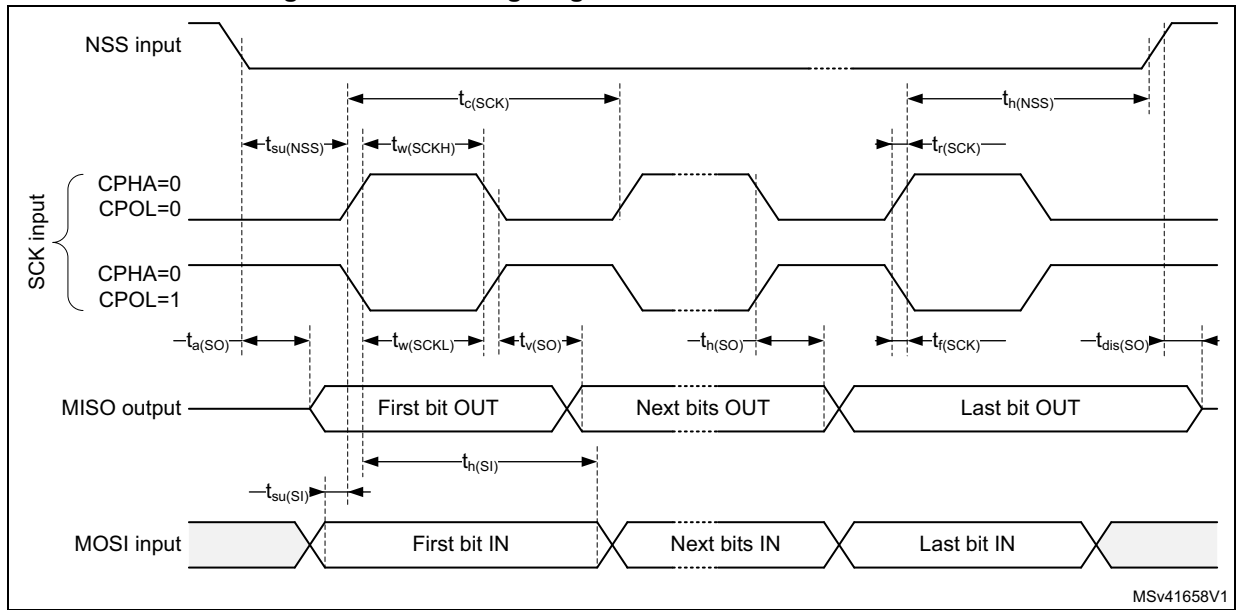 NSS input
tc(SCK)
th(NSS)
tsu(NSS)
tw(SCKH)
tr(SCK)
SCK input
CPHA=0
CPOL=0
CPHA=0
CPOL=1
ta(SO)
tw(SCKL)
tv(SO)
th(SO)
tf(SCK)
tdis(SO)
MISO output
First bit OUT
Next bits OUT
Last bit OUT
th(SI)
tsu(SI)
MOSI input
First bit IN
Next bits IN
Last bit IN
MSv41658V1